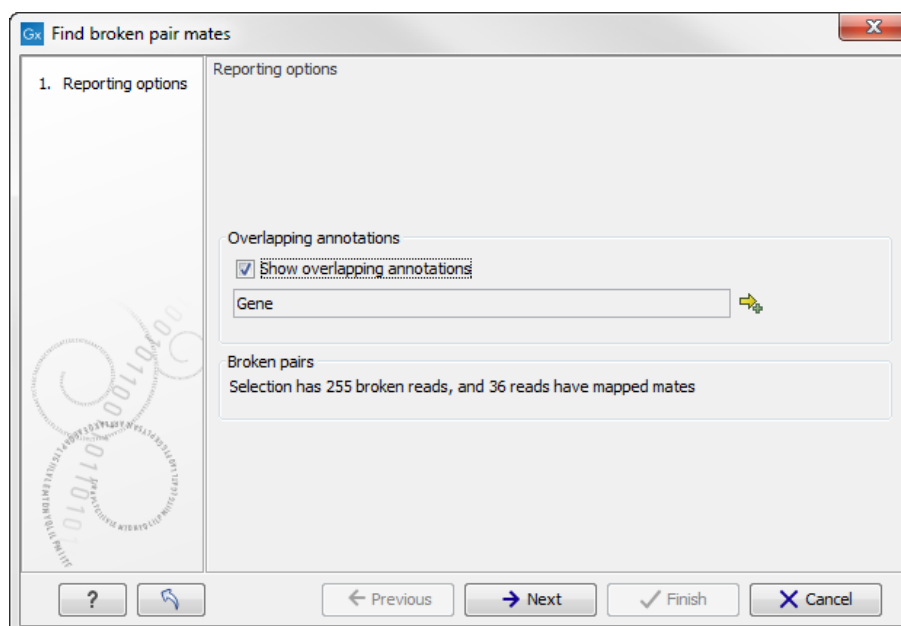 Gx Find broken pair mates
1. Reporting options
Reporting options
Overlapping annotations
Show overlapping annotations
Gene
Broken pairs
Selection has 255 broken reads, and 36 reads have mapped mates
?
Previous
Next
Finish
Cancel